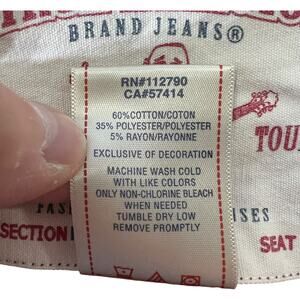 BRAND JEANS®
RN#112790
CA#57414
60%COTTON/COTON
35% POLYESTER/POLYESTER
5% RAYON/RAYONNE
EXCLUSIVE OF DECORATION
MACHINE WASH COLD
WITH LIKE COLORS
ONLY NON-CHLORINE BLEACH
WHEN NEEDED
TUMBLE DRY LOW
REMOVE PROMPTLY
TOU
SECTION
SEAT